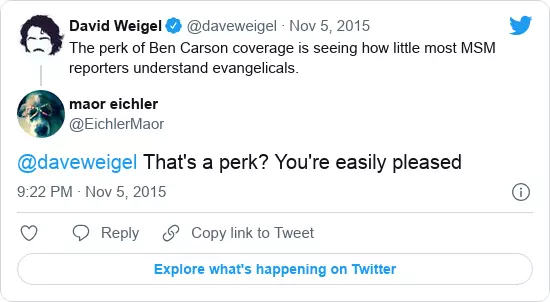 David Weigel @daveweigel · Nov 5, 2015
The perk of Ben Carson coverage is seeing how little most MSM
reporters understand evangelicals.
maor eichler
@EichlerMaor
@daveweigel That's a perk? You're easily pleased
9:22 PM · Nov 5, 2015
Reply Copy link to Tweet
Explore what's happening on Twitter